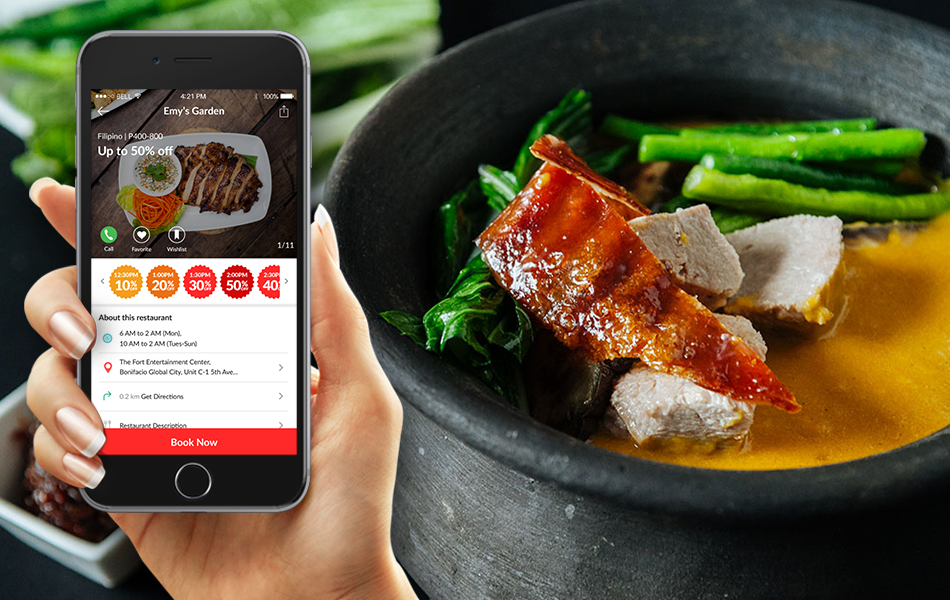 BELL 4:21 PM 100%
Emy's Garden
Filipino | P400-800
Up to 50% off
Call Favorite Wishlist 1/11
12:30PM 1:00PM 1:30PM 2:00PM 2:30P
10% 20% 30% 50% 40
About this restaurant
6 AM to 2 AM (Mon),
10 AM to 2 AM (Tues-Sun)
The Fort Entertainment Center,
Bonifacio Global City, Unit C-1 5th Ave...
0.2 km Get Directions
Restaurant Description
Book Now